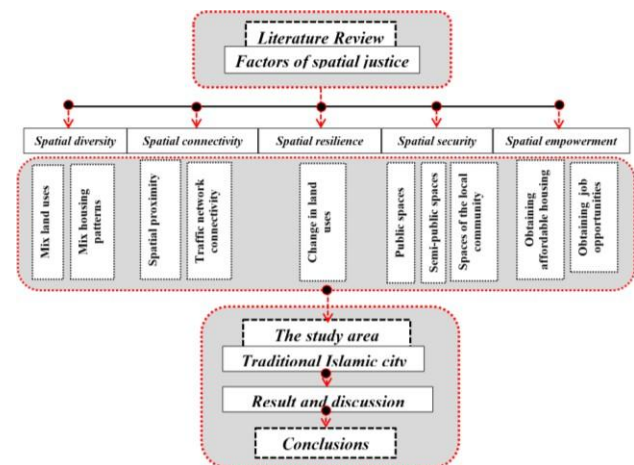 Literature Review
Factors of spatial justice
Spatial diversity
Spatial connectivity
Spatial resilience
Spatial security
Spatial empowerment
Mix land uses
Mix housing
patterns
Spatial proximity
Traffic network
connectivity
Change in land
uses
Public spaces
Semi-public spaces
Spaces of the local
community
Obtaining
affordable housing
Obtaining job
opportunities
The study area
Traditional Islamic city
Result and discussion
Conclusions